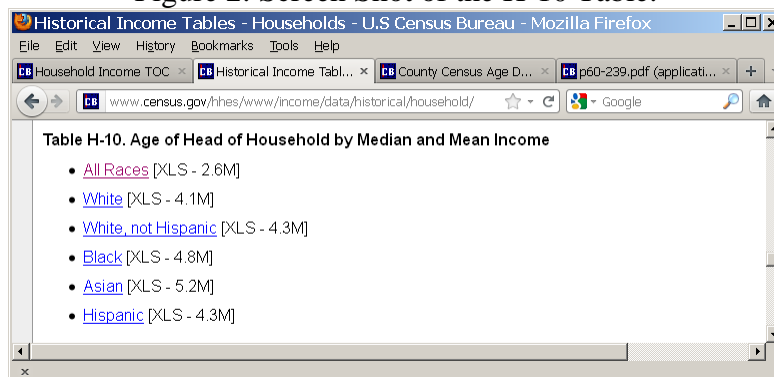 Figure 2: Screen Shot of the H-10 Table.
Historical Income Tables - Households - U.S Census Bureau - Mozilla Firefox
File Edit View History Bookmarks Tools Help
CB Household Income TOC × CB Historical Income Tabl... × CB County Census Age D... × CB p60-239.pdf (applicati... × +
CB www.census.gov/hhes/www/income/data/historical/household/ Google
Table H-10. Age of Head of Household by Median and Mean Income
• All Races [XLS - 2.6M]
• White [XLS - 4.1M]
• White, not Hispanic [XLS - 4.3M]
• Black [XLS - 4.8M]
• Asian [XLS - 5.2M]
• Hispanic [XLS - 4.3M]
×